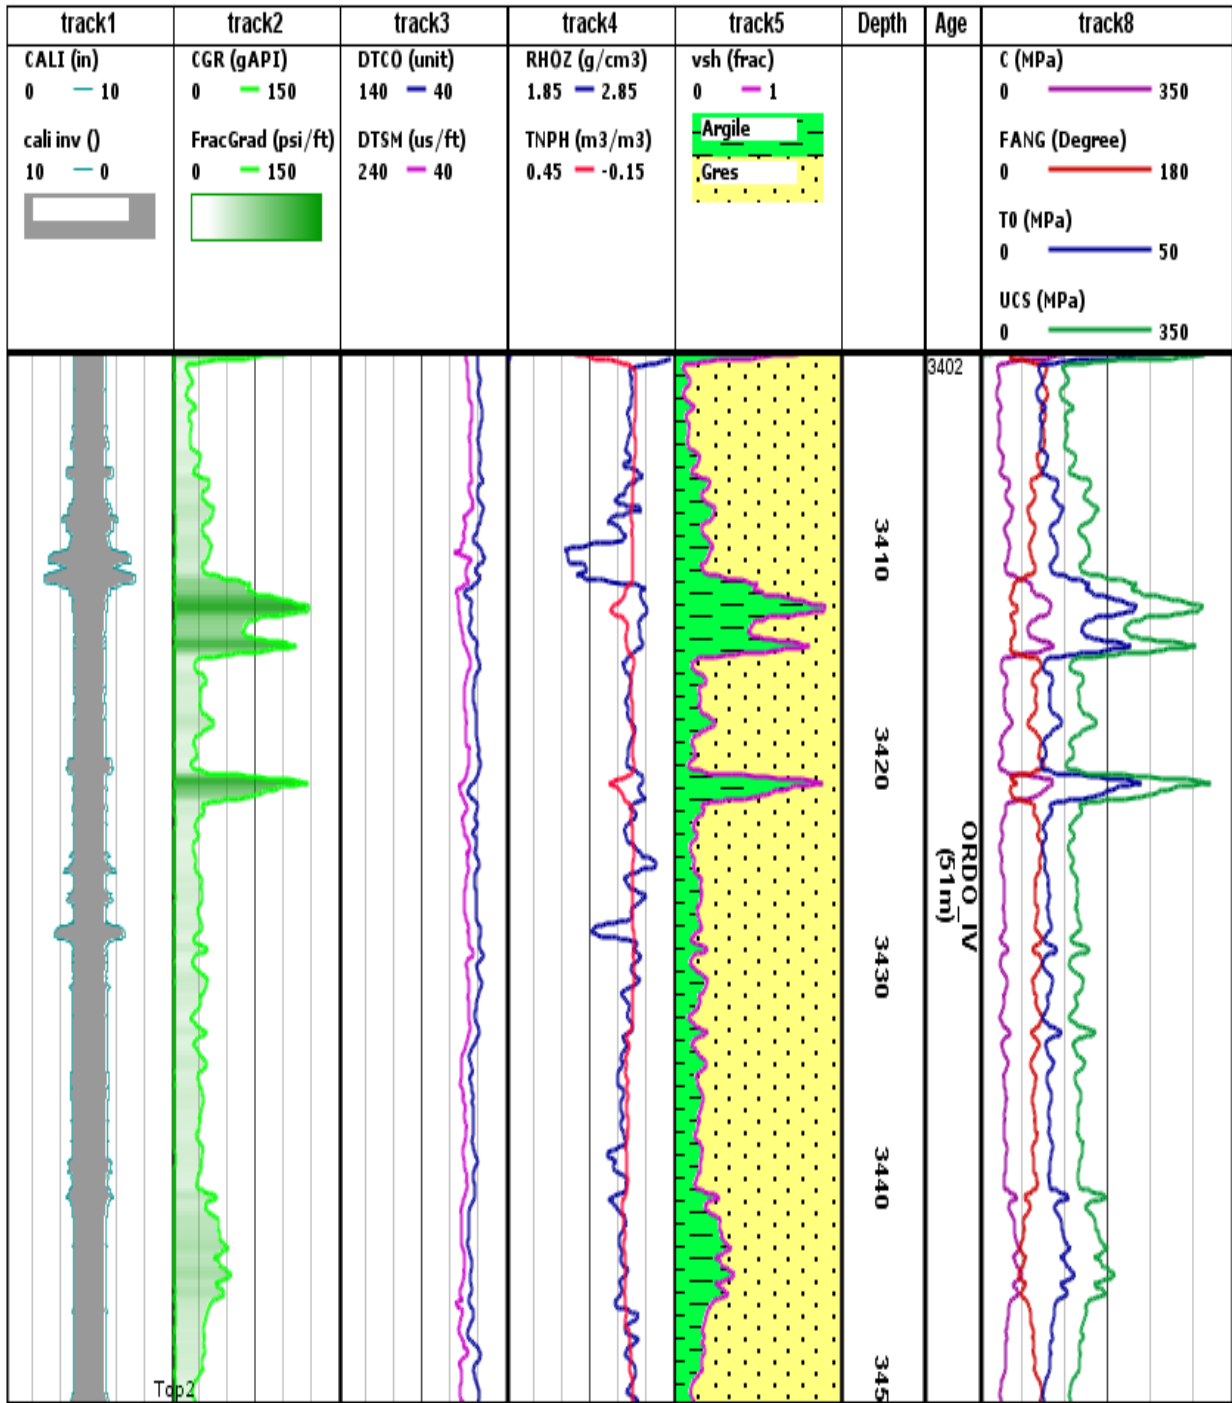 track1 track2 track3 track4 track5 Depth Age track8
CALI (in) CGR (gAPI) DTCO (unit) RHOZ (g/cm3) vsh (frac) C (MPa)
0 10 0 150 140 40 1.85 2.85 0 1 0 350
cali inv () FracGrad (psi/ft) DTSM (us/ft) TNPH (m3/m3) Argile FANG (Degree)
10 0 0 150 240 40 0.45 -0.15 Gres 0 180
T0 (MPa)
0 50
UCS (MPa)
0 350
3402
3410
3420
ORDO_IV
(51m)
3430
3440
345
Top2